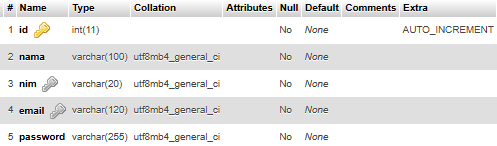 # Name Type Collation Attributes Null Default Comments Extra
1 id int(11) No None AUTO_INCREMENT
2 nama varchar(100) utf8mb4_general_ci No None
3 nim varchar(20) utf8mb4_general_ci No None
4 email varchar(120) utf8mb4_general_ci No None
5 password varchar(255) utf8mb4_general_ci No None